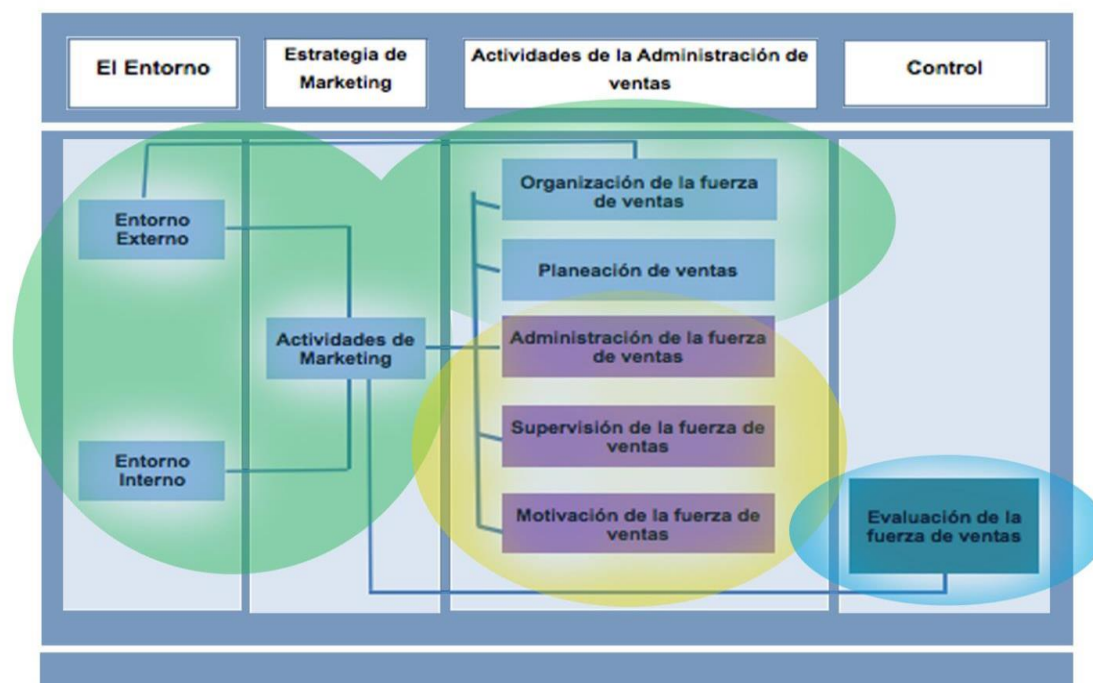 El Entorno
Estrategia de
Marketing
Actividades de la Administración de
ventas
Control
Entorno
Externo
Entorno
Interno
Actividades de
Marketing
Organización de la fuerza
de ventas
Planeación de ventas
Administración de la fuerza
de ventas
Supervisión de la fuerza de
ventas
Motivación de la fuerza de
ventas
Evaluación de la
fuerza de ventas